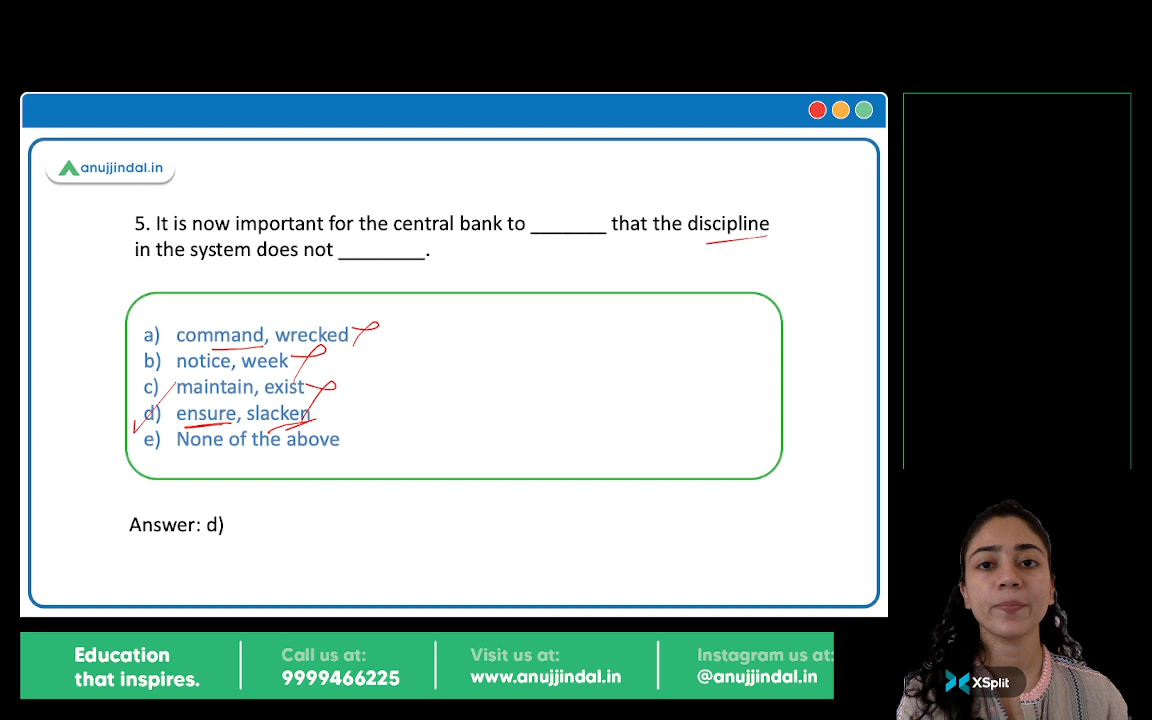 anujjindal.in
5. It is now important for the central bank to _______ that the discipline
in the system does not ________.
a) command, wrecked
b) notice, week
c) maintain, exist
d) ensure, slacken
e) None of the above
Answer: d)
Education
that inspires.
Call us at:
9999466225
Visit us at:
www.anujjindal.in
Instagram us at:
@anujjindal.in
XSplit